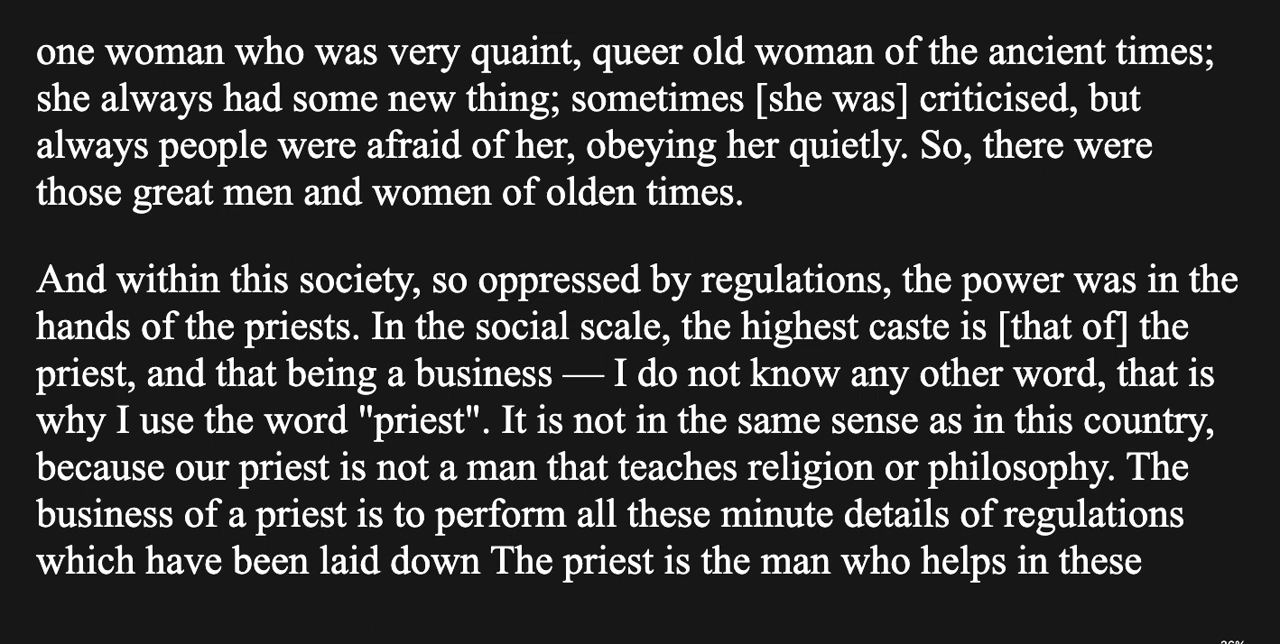 one woman who was very quaint, queer old woman of the ancient times;
she always had some new thing; sometimes [she was] criticised, but
always people were afraid of her, obeying her quietly. So, there were
those great men and women of olden times.
And within this society, so oppressed by regulations, the power was in the
hands of the priests. In the social scale, the highest caste is [that of] the
priest, and that being a business — I do not know any other word, that is
why I use the word "priest". It is not in the same sense as in this country,
because our priest is not a man that teaches religion or philosophy. The
business of a priest is to perform all these minute details of regulations
which have been laid down The priest is the man who helps in these